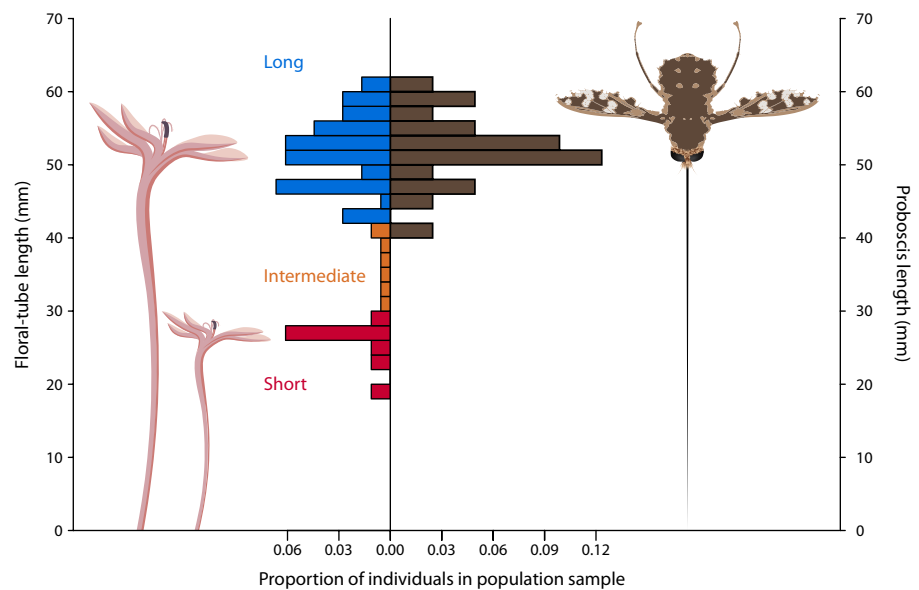 70
60
50
40
30
20
10
0
Floral-tube length (mm)
Long
Intermediate
Short
70
60
50
40
30
20
10
0
Proboscis length (mm)
0.06 0.03 0.00 0.03 0.06 0.09 0.12
Proportion of individuals in population sample